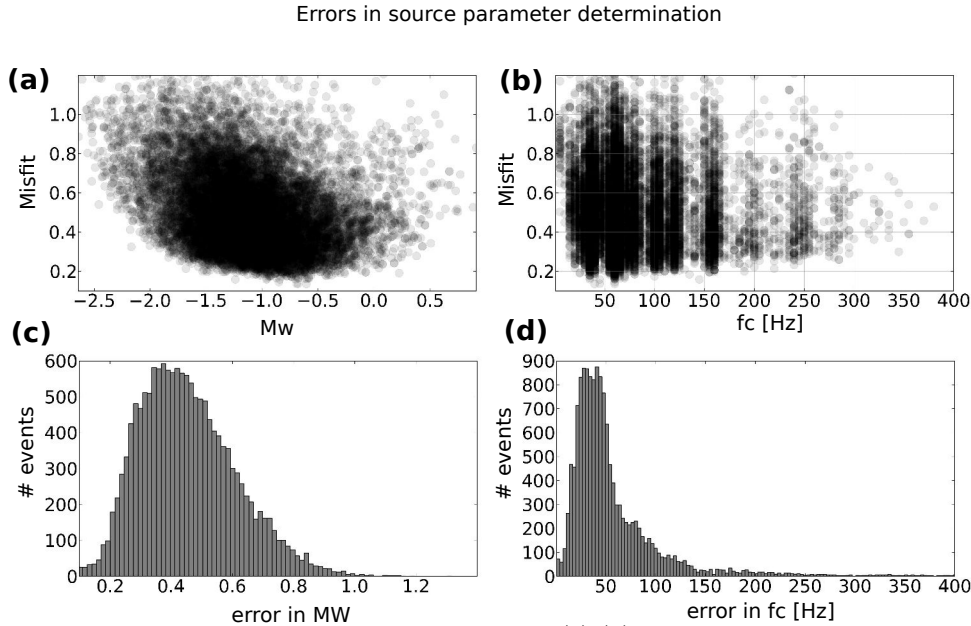 Errors in source parameter determination
(a)
(b)
1.0
0.8
0.6
0.4
0.2
Misfit
−2.5 −2.0 −1.5 −1.0 −0.5 0.0 0.5
Mw
1.0
0.8
0.6
0.4
0.2
Misfit
50 100 150 200 250 300 350 400
fc [Hz]
(c)
(d)
600
500
400
300
200
100
0
# events
0.2 0.4 0.6 0.8 1.0 1.2
error in MW
900
800
700
600
500
400
300
200
100
0
# events
50 100 150 200 250 300 350 400
error in fc [Hz]